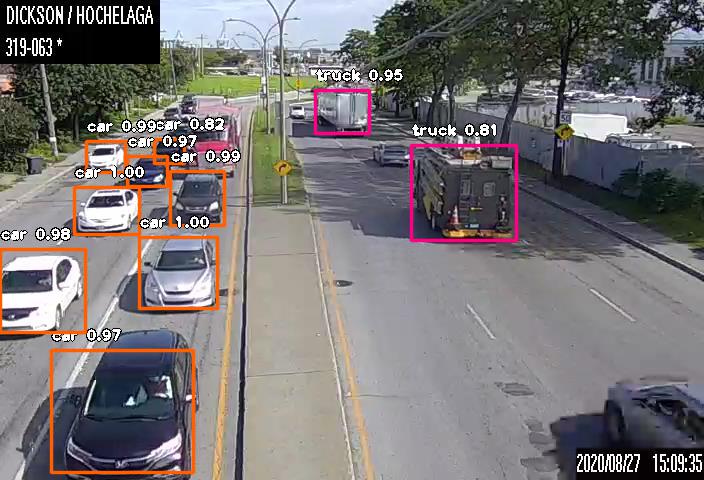 DICKSON / HOCHELAGA
319-063 *
truck 0.95
car 0.99
car 0.82
truck 0.81
car 0.97
car 0.99
car 1.00
car 1.00
car 0.98
car 0.97
2020/08/27 15:09:35